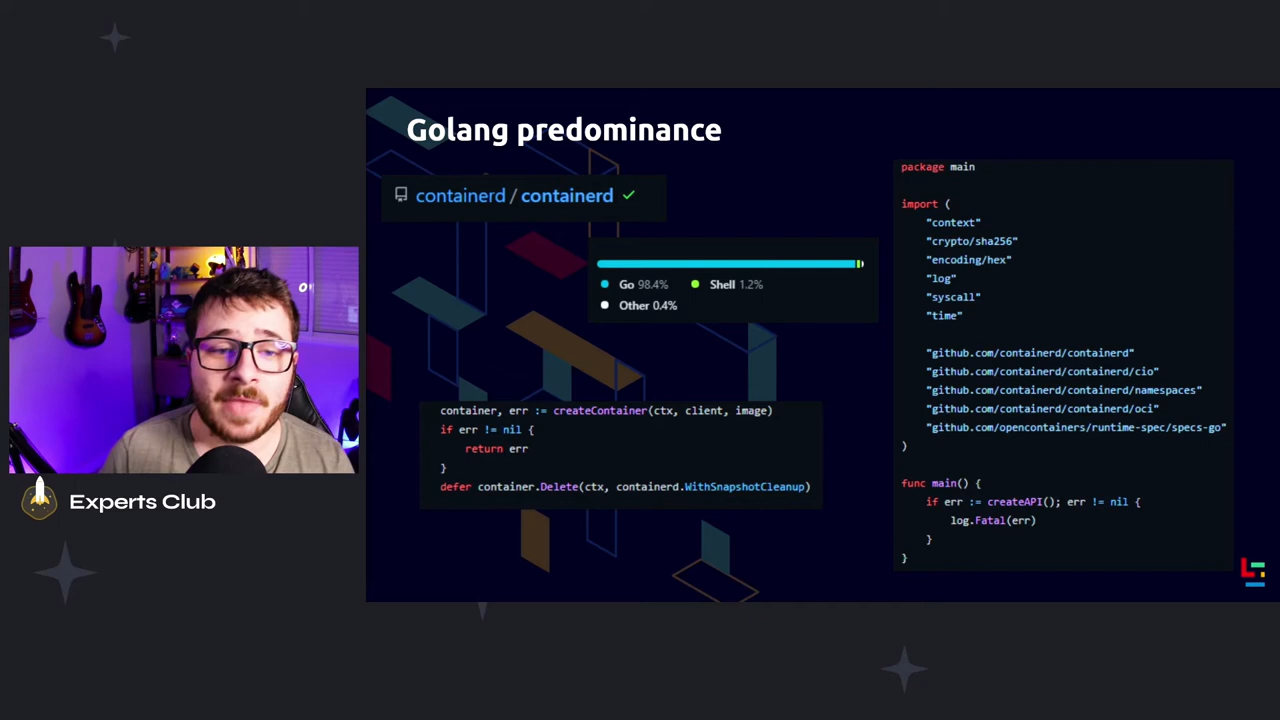 Golang predominance
containerd / containerd
Go 98.4% Shell 1.2%
Other 0.4%
container, err := createContainer(ctx, client, image)
if err != nil {
return err
}
defer container.Delete(ctx, containerd.WithSnapshotCleanup)
package main
import (
"context"
"crypto/sha256"
"encoding/hex"
"log"
"syscall"
"time"
"github.com/containerd/containerd"
"github.com/containerd/containerd/cio"
"github.com/containerd/containerd/namespaces"
"github.com/containerd/containerd/oci"
"github.com/opencontainers/runtime-spec/specs-go"
)
func main() {
if err := createAPI(); err != nil {
log.Fatal(err)
}
}
Experts Club